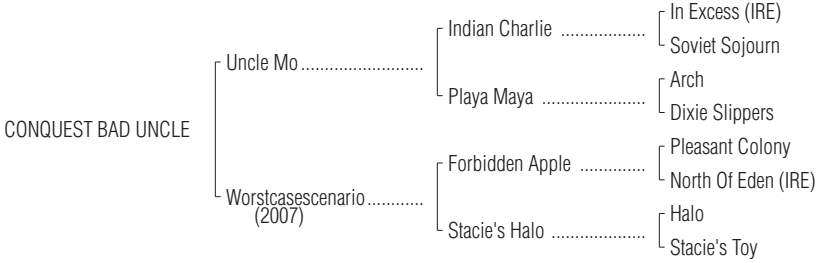 In Excess (IRE)
Indian Charlie ...................
Soviet Sojourn
Uncle Mo ..........................
Arch
Playa Maya ......................
Dixie Slippers
CONQUEST BAD UNCLE
Pleasant Colony
Forbidden Apple ..............
North Of Eden (IRE)
Worstcasescenario ............
(2007)
Halo
Stacie's Halo ....................
Stacie's Toy